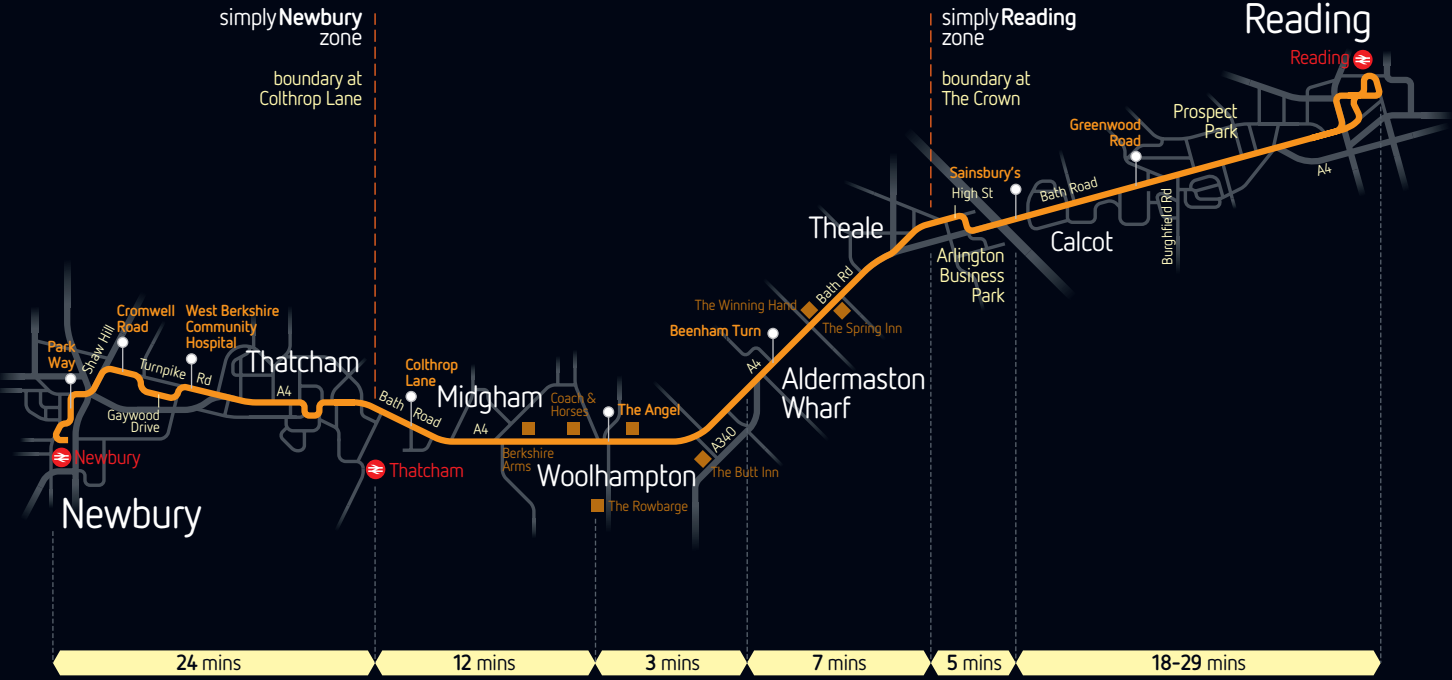 simply Newbury
zone
boundary at
Colthrop Lane
simply Reading
zone
boundary at
The Crown
Reading
Reading
Prospect
Park
Greenwood
Road
A4
Sainsbury's
High St
Bath Road
Burghfield Rd
Calcot
Theale
Arlington
Business
Park
Bath Rd
The Winning Hand
The Spring Inn
Beenham Turn
A4
Aldermaston
Wharf
Cromwell
Road
West Berkshire
Community
Hospital
Park
Way
Shaw Hill
Turnpike Rd
Thatcham
A4
Gaywood
Drive
Colthrop
Lane
Bath Road
Midgham
A4
Coach &
Horses
The Angel
A340
Berkshire
Arms
Woolhampton
The Butt Inn
The Rowbarge
Newbury
Thatcham
Newbury
24 mins
12 mins
3 mins
7 mins
5 mins
18-29 mins